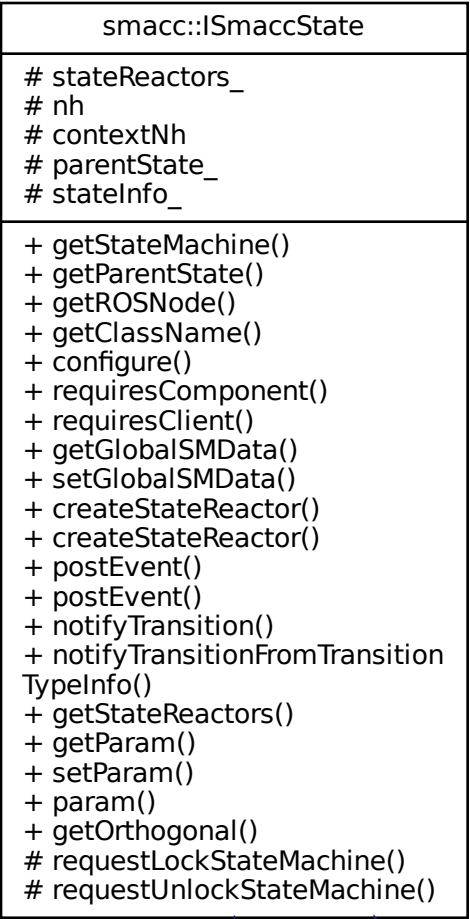 smacc::ISmaccState
# stateReactors_
# nh
# contextNh
# parentState_
# stateInfo_
+ getStateMachine()
+ getParentState()
+ getROSNode()
+ getClassName()
+ configure()
+ requiresComponent()
+ requiresClient()
+ getGlobalSMData()
+ setGlobalSMData()
+ createStateReactor()
+ createStateReactor()
+ postEvent()
+ postEvent()
+ notifyTransition()
+ notifyTransitionFromTransition
TypeInfo()
+ getStateReactors()
+ getParam()
+ setParam()
+ param()
+ getOrthogonal()
# requestLockStateMachine()
# requestUnlockStateMachine()